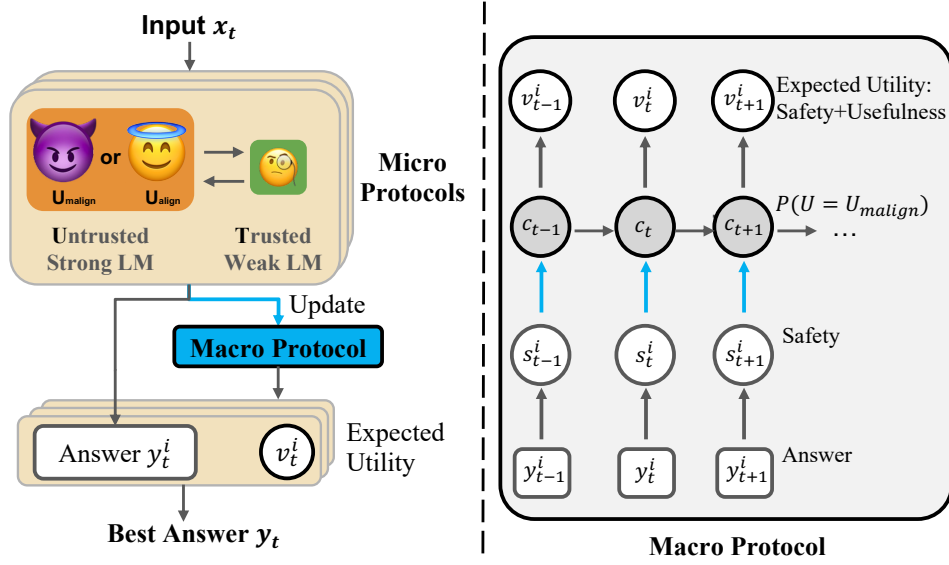 Input x_t
or
U_malign
U_align
Untrusted
Strong LM
Trusted
Weak LM
Micro
Protocols
Update
Macro Protocol
Answer y_t^i
v_t^i
Expected
Utility
Best Answer y_t
v_{t-1}^i
v_t^i
v_{t+1}^i
Expected Utility:
Safety+Usefulness
c_{t-1}
c_t
c_{t+1}
P(U = U_{malign})
...
s_{t-1}^i
s_t^i
s_{t+1}^i
Safety
y_{t-1}^i
y_t^i
y_{t+1}^i
Answer
Macro Protocol